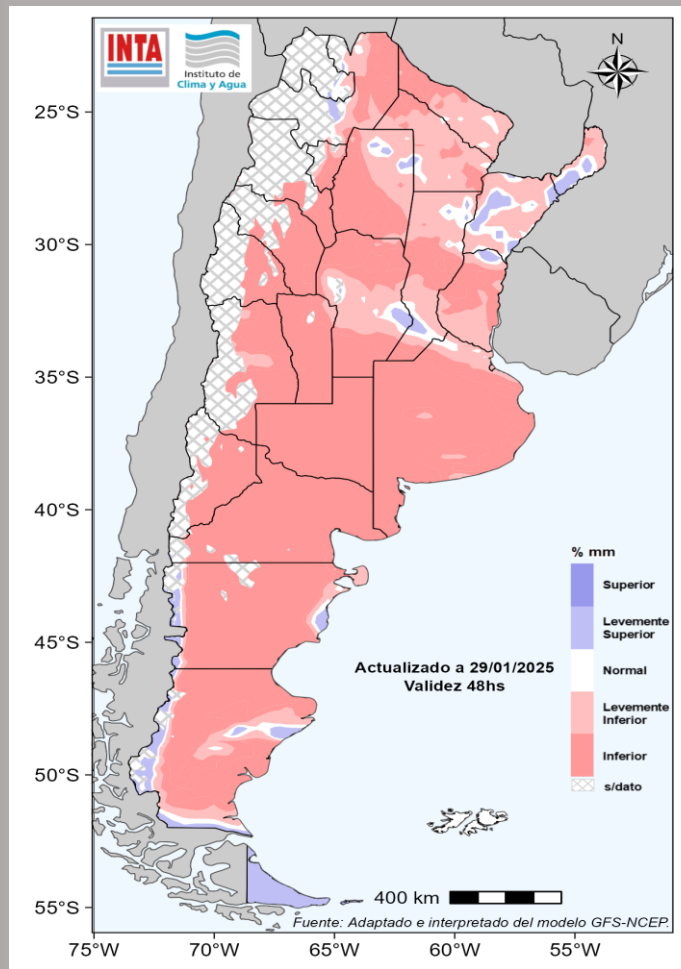 INTA
Instituto de
Clima y Agua
N
25°S
30°S
35°S
40°S
45°S
50°S
55°S
% mm
Superior
Levemente
Superior
Normal
Levemente
Inferior
Inferior
s/dato
Actualizado a 29/01/2025
Validez 48hs
400 km
Fuente: Adaptado e interpretado del modelo GFS-NCEP.
75°W
70°W
65°W
60°W
55°W